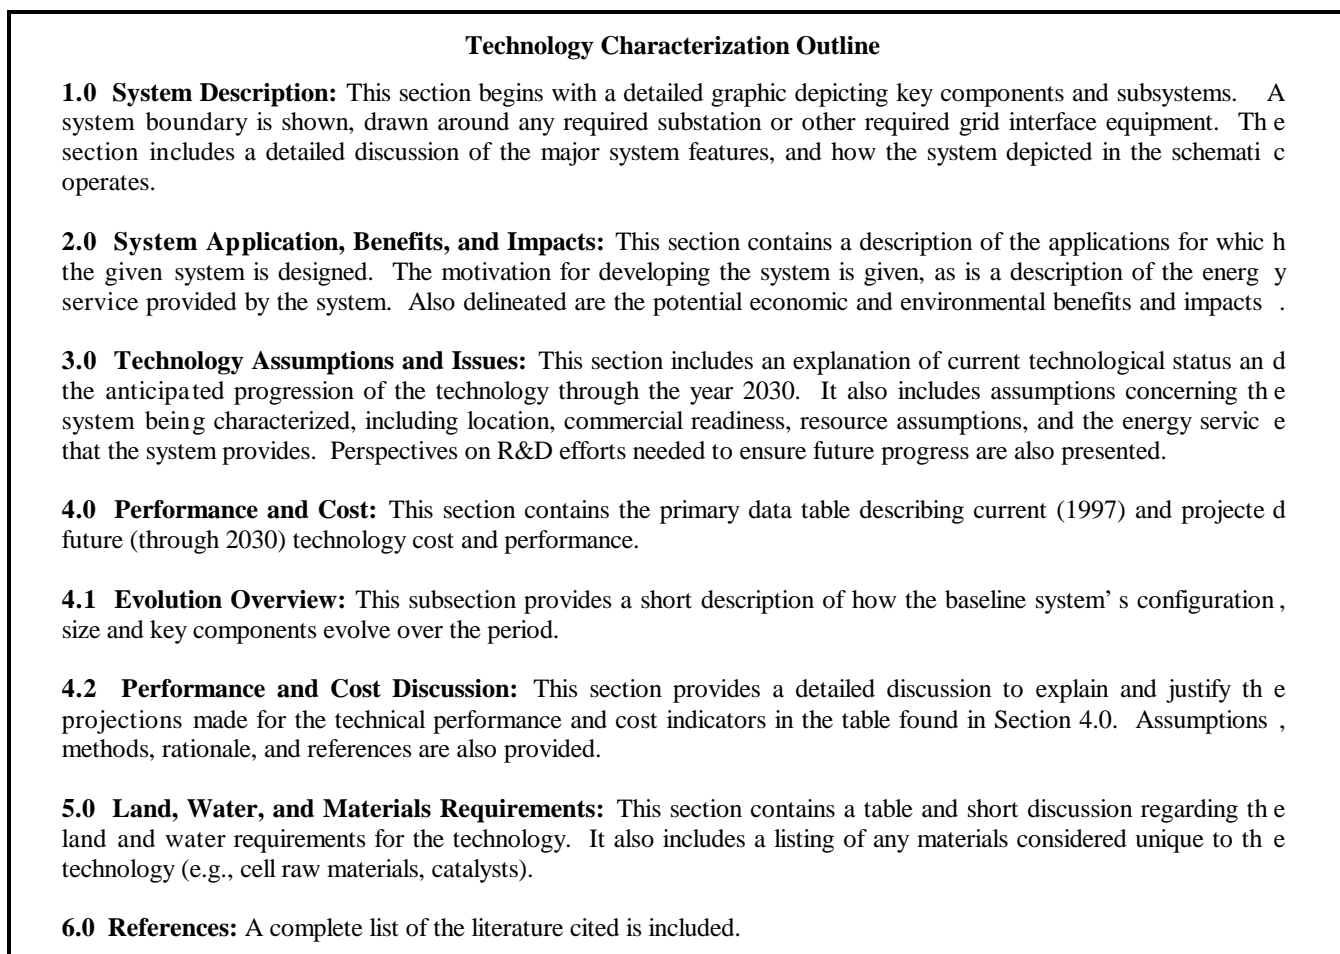 Technology Characterization Outline
1.0 System Description: This section begins with a detailed graphic depicting key components and subsystems. A
system boundary is shown, drawn around any required substation or other required grid interface equipment. Th e
section includes a detailed discussion of the major system features, and how the system depicted in the schemati c
operates.
2.0 System Application, Benefits, and Impacts: This section contains a description of the applications for whic h
the given system is designed. The motivation for developing the system is given, as is a description of the energ y
service provided by the system. Also delineated are the potential economic and environmental benefits and impacts .
3.0 Technology Assumptions and Issues: This section includes an explanation of current technological status an d
the anticipated progression of the technology through the year 2030. It also includes assumptions concerning th e
system being characterized, including location, commercial readiness, resource assumptions, and the energy servic e
that the system provides. Perspectives on R&D efforts needed to ensure future progress are also presented.
4.0 Performance and Cost: This section contains the primary data table describing current (1997) and projecte d
future (through 2030) technology cost and performance.
4.1 Evolution Overview: This subsection provides a short description of how the baseline system' s configuration ,
size and key components evolve over the period.
4.2 Performance and Cost Discussion: This section provides a detailed discussion to explain and justify th e
projections made for the technical performance and cost indicators in the table found in Section 4.0. Assumptions ,
methods, rationale, and references are also provided.
5.0 Land, Water, and Materials Requirements: This section contains a table and short discussion regarding th e
land and water requirements for the technology. It also includes a listing of any materials considered unique to th e
technology (e.g., cell raw materials, catalysts).
6.0 References: A complete list of the literature cited is included.